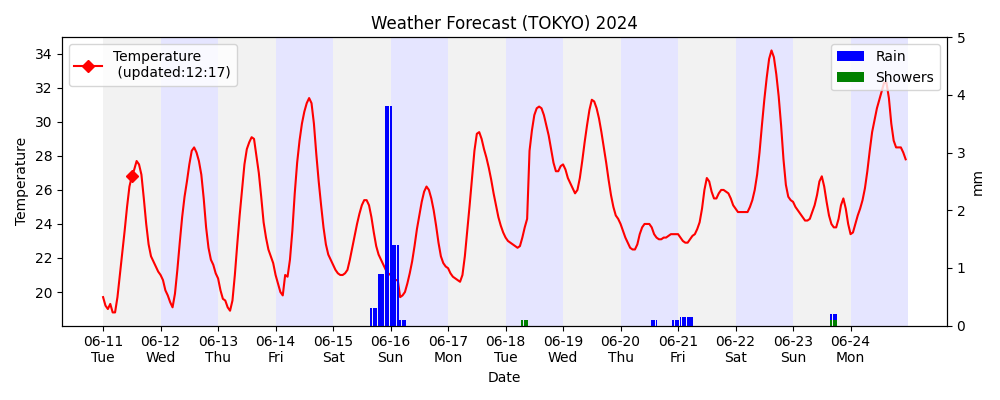 Weather Forecast (TOKYO) 2024
Temperature
(updated:12:17)
Rain
Showers
Temperature
34
32
30
28
26
24
22
20
5
4
3
2
1
0
mm
06-11 06-12 06-13 06-14 06-15 06-16 06-17 06-18 06-19 06-20 06-21 06-22 06-23 06-24
Tue Wed Thu Fri Sat Sun Mon Tue Wed Thu Fri Sat Sun Mon
Date